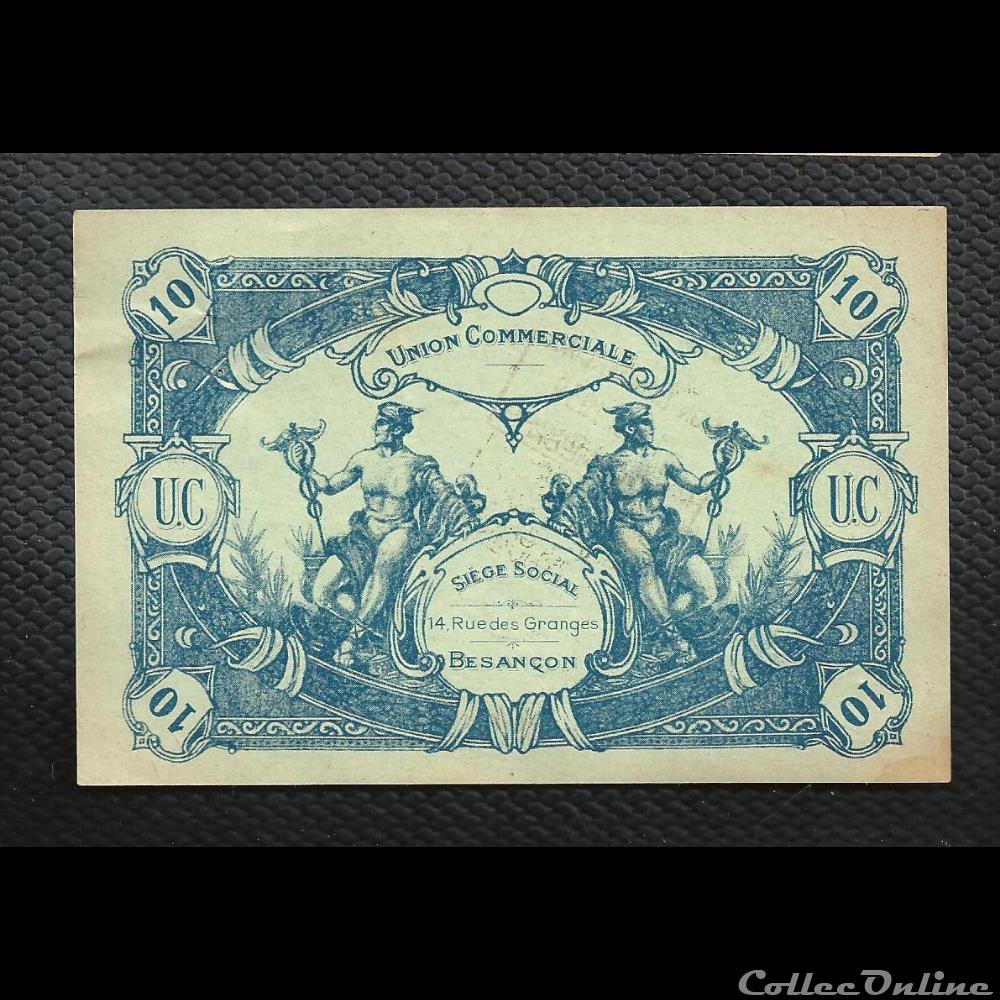 10
10
UNION COMMERCIALE
U.C
U.C
SIÈGE SOCIAL
14, Rue des Granges
BESANÇON
10
10
CollecOnline